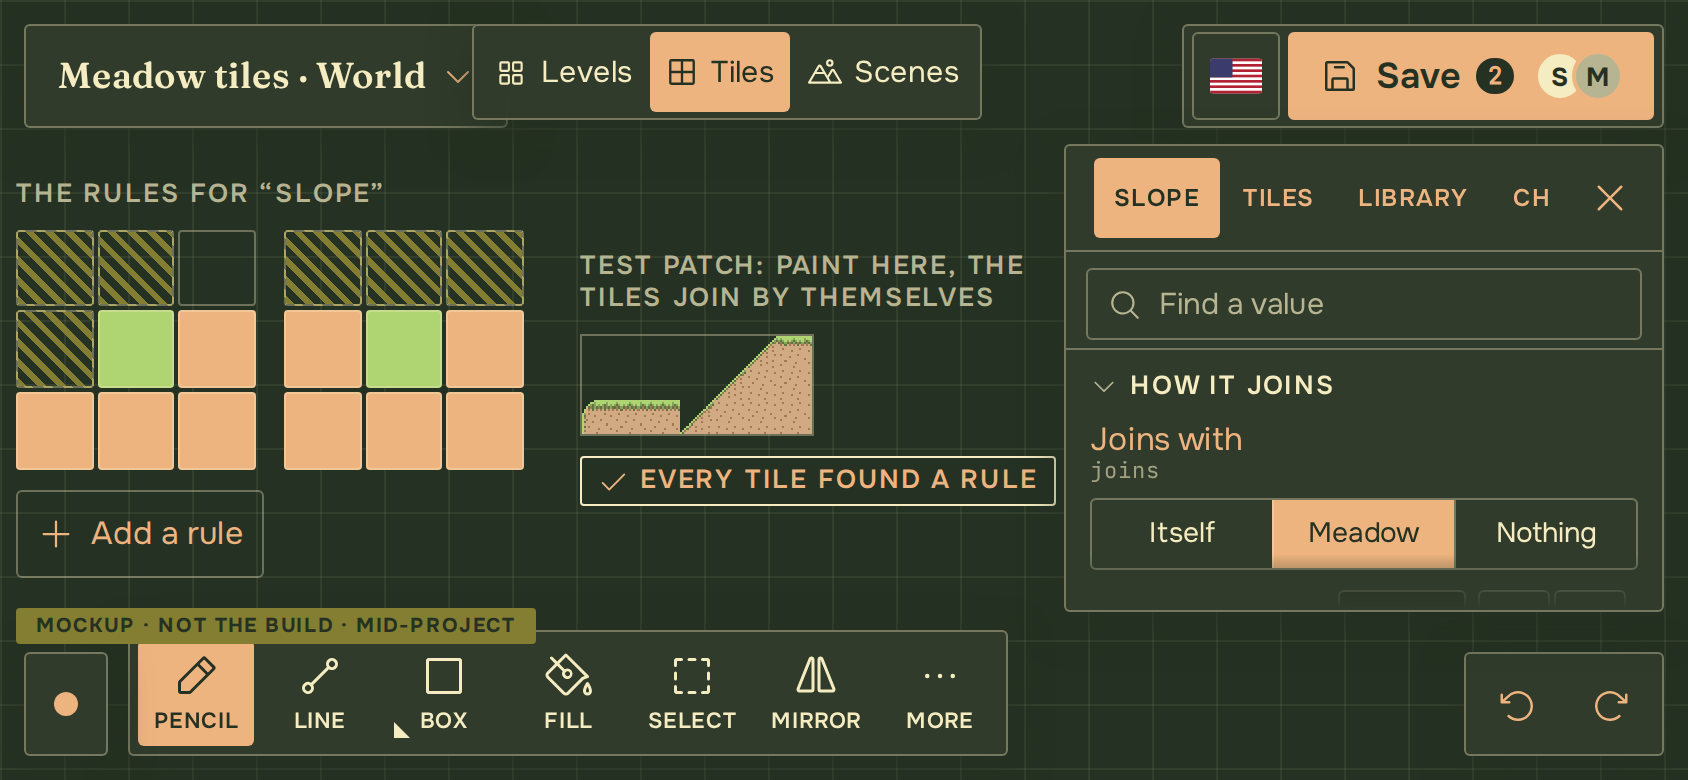 Meadow tiles · World
Levels
Tiles
Scenes
Save 2 S M
THE RULES FOR “SLOPE”
TEST PATCH: PAINT HERE, THE
TILES JOIN BY THEMSELVES
EVERY TILE FOUND A RULE
Add a rule
SLOPE
TILES
LIBRARY
CH
Find a value
HOW IT JOINS
Joins with
joins
Itself
Meadow
Nothing
MOCKUP · NOT THE BUILD · MID-PROJECT
PENCIL
LINE
BOX
FILL
SELECT
MIRROR
MORE